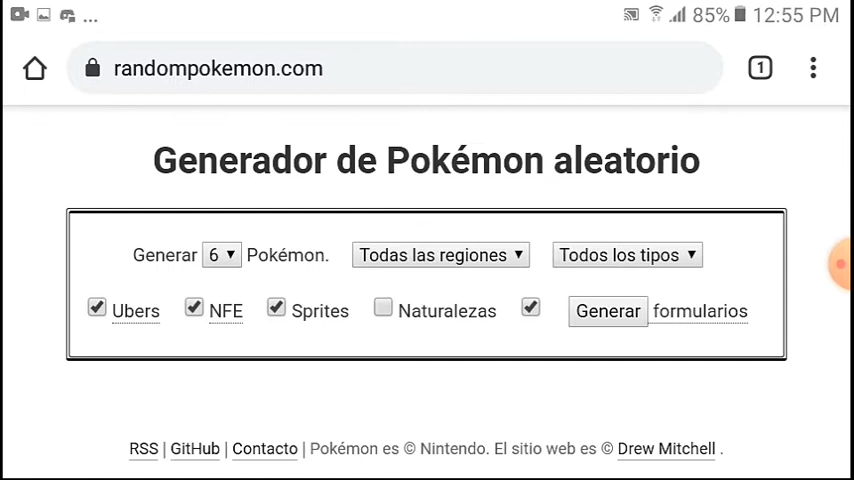 ... 85% 12:55 PM
randompokemon.com 1
Generador de Pokémon aleatorio
Generar 6 Pokémon. Todas las regiones Todos los tipos
Ubers NFE Sprites Naturalezas Generar formularios
RSS | GitHub | Contacto | Pokémon es © Nintendo. El sitio web es © Drew Mitchell .